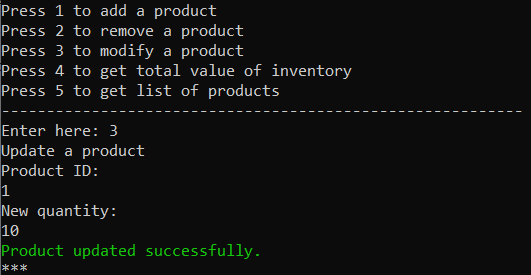 Press 1 to add a product
Press 2 to remove a product
Press 3 to modify a product
Press 4 to get total value of inventory
Press 5 to get list of products
----------------------------------------------------------
Enter here: 3
Update a product
Product ID:
1
New quantity:
10
Product updated successfully.
***